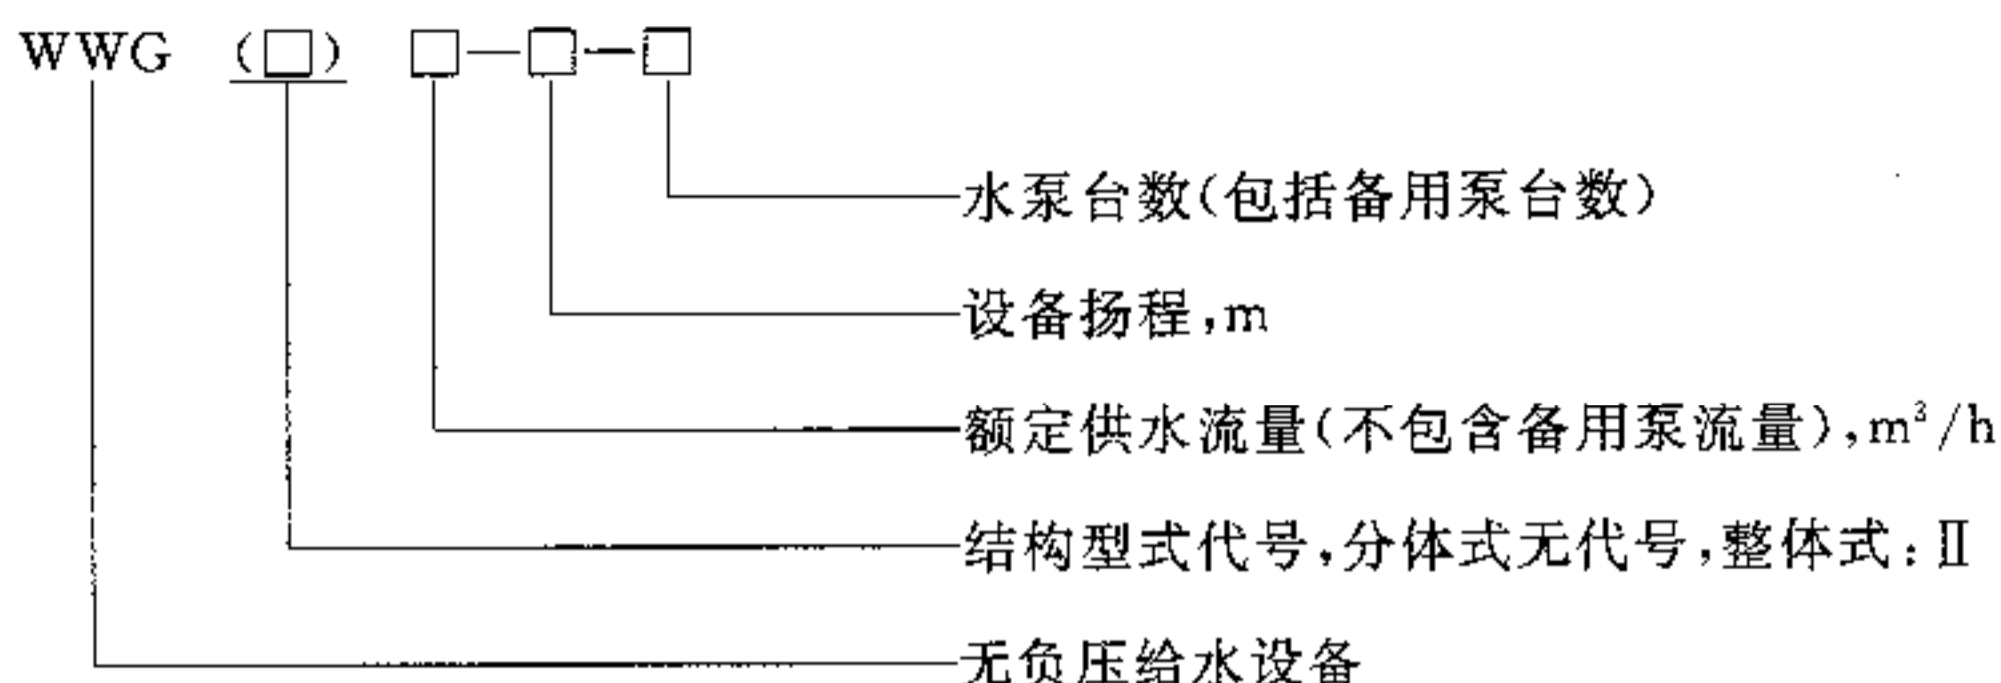 WWG (□) □—□—□
水泵台数(包括备用泵台数)
设备扬程,m
额定供水流量(不包含备用泵流量),m³/h
结构型式代号,分体式无代号,整体式:Ⅱ
无负压给水设备